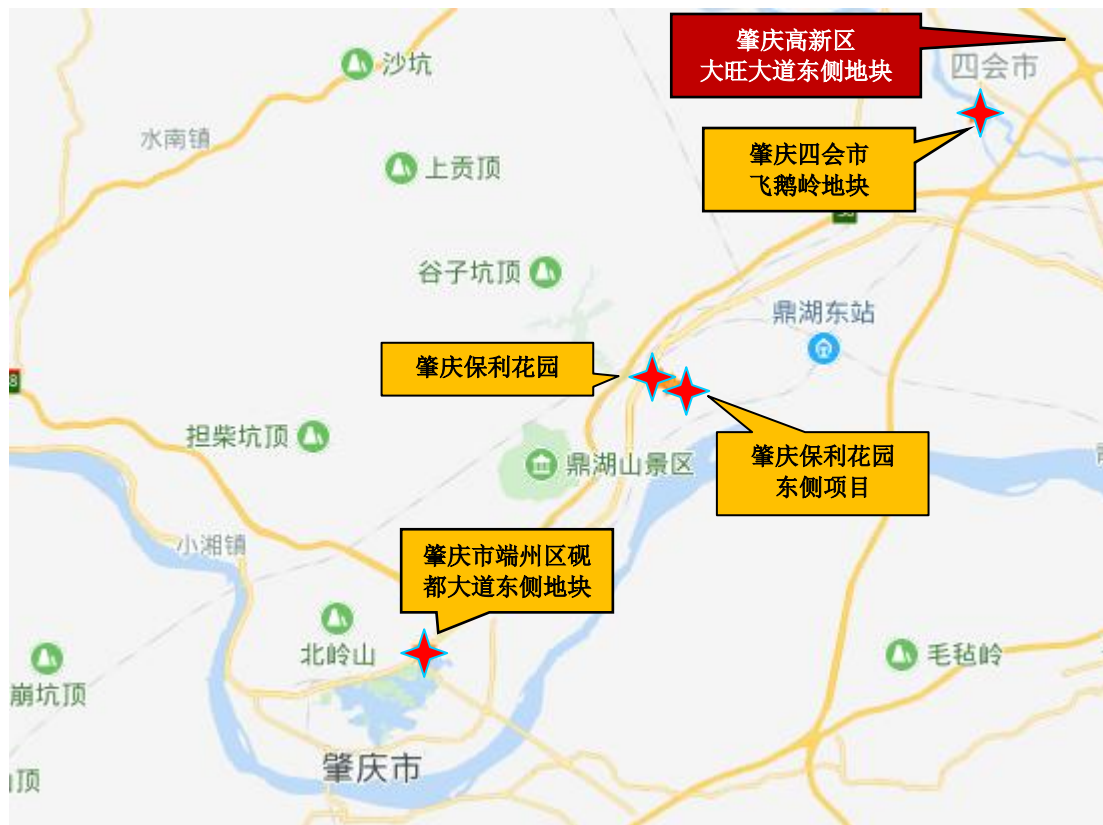 肇庆高新区
大旺大道东侧地块
沙坑
四会市
水南镇
上贡顶
肇庆四会市
飞鹅岭地块
谷子坑顶
鼎湖东站
肇庆保利花园
担柴坑顶
鼎湖山景区
肇庆保利花园
东侧项目
小湘镇
肇庆市端州区砚
都大道东侧地块
北岭山
毛毡岭
崩坑顶
肇庆市
顶